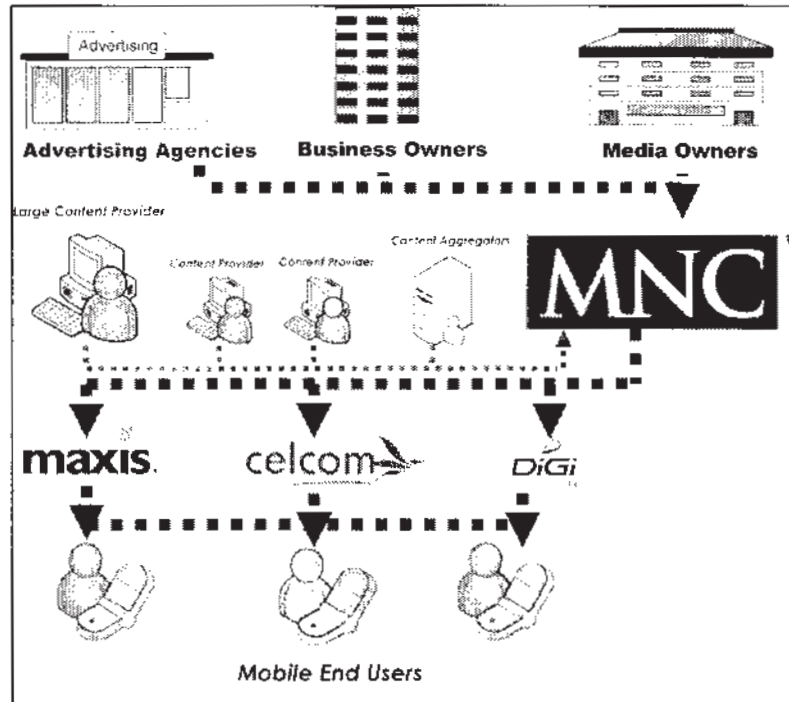 Advertising
Advertising Agencies
Business Owners
Media Owners
Large Content Provider
Content Provider
Content Provider
Content Aggregators
MNC
maxis.
celcom
DiGi
Mobile End Users